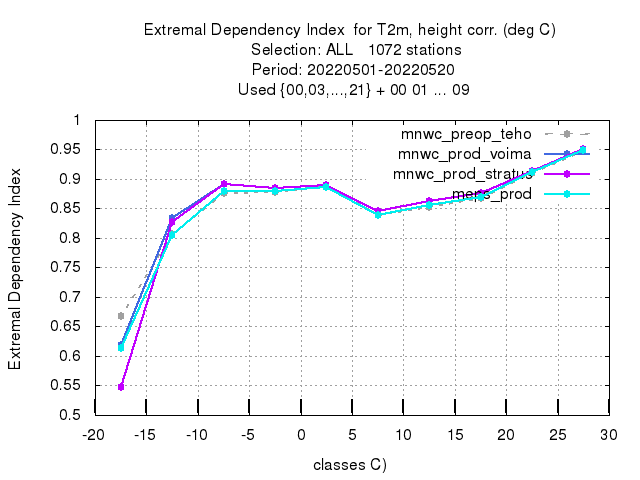 Extremal Dependency Index  for T2m, height corr. (deg C)
Selection: ALL   1072 stations
Period: 20220501-20220520
Used {00,03,...,21} + 00 01 ... 09
mnwc_preop_teho
mnwc_prod_voima
mnwc_prod_stratus
meps_prod
Extremal Dependency Index
1
0.95
0.9
0.85
0.8
0.75
0.7
0.65
0.6
0.55
0.5
-20 -15 -10 -5 0 5 10 15 20 25 30
classes C)